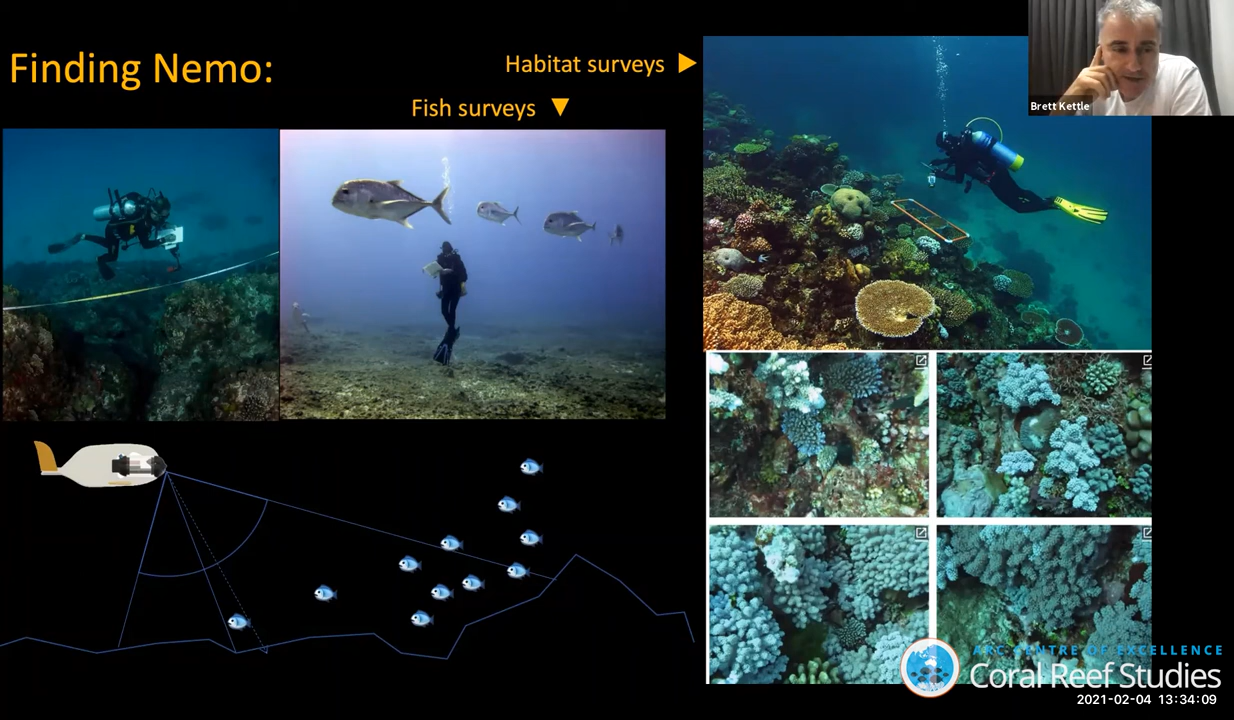 Finding Nemo:
Habitat surveys
Fish surveys
Brett Kettle
ARC CENTRE OF EXCELLENCE
Coral Reef Studies
2021-02-04 13:34:09